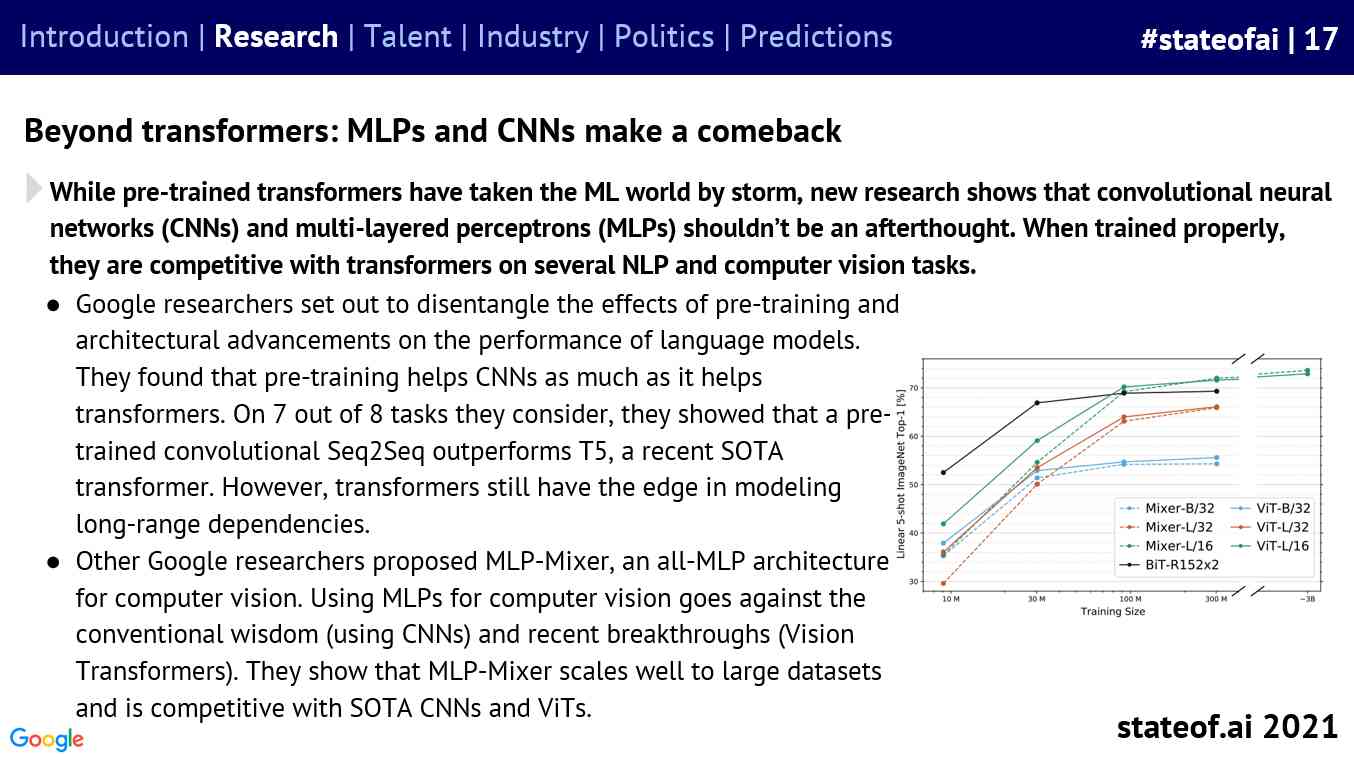 Introduction | Research | Talent | Industry | Politics | Predictions
#stateofai | 17
Beyond transformers: MLPs and CNNs make a comeback
While pre-trained transformers have taken the ML world by storm, new research shows that convolutional neural
networks (CNNs) and multi-layered perceptrons (MLPs) shouldn’t be an afterthought. When trained properly,
they are competitive with transformers on several NLP and computer vision tasks.
● Google researchers set out to disentangle the effects of pre-training and
architectural advancements on the performance of language models.
They found that pre-training helps CNNs as much as it helps
transformers. On 7 out of 8 tasks they consider, they showed that a pre-
trained convolutional Seq2Seq outperforms T5, a recent SOTA
transformer. However, transformers still have the edge in modeling
long-range dependencies.
● Other Google researchers proposed MLP-Mixer, an all-MLP architecture
for computer vision. Using MLPs for computer vision goes against the
conventional wisdom (using CNNs) and recent breakthroughs (Vision
Transformers). They show that MLP-Mixer scales well to large datasets
and is competitive with SOTA CNNs and ViTs.
Linear 5-shot ImageNet Top-1 [%]
70
60
50
40
30
Mixer-B/32 ViT-B/32
Mixer-L/32 ViT-L/32
Mixer-L/16 ViT-L/16
BiT-R152x2
10 M 30 M 100 M 300 M ~3B
Training Size
Google
stateof.ai 2021